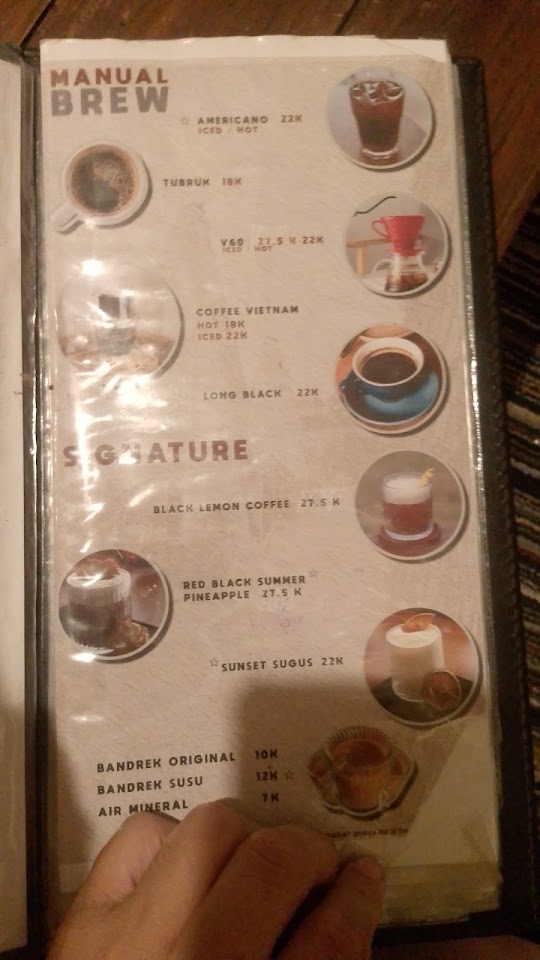 MANUAL
BREW
☆ AMERICANO 22K
ICED / HOT
TUBRUK 18K
V60 27.5 K 22K
ICED / HOT
COFFEE VIETNAM
HOT 18K
ICED 22K
LONG BLACK 22K
SIGNATURE
BLACK LEMON COFFEE 27.5 K
RED BLACK SUMMER ☆
PINEAPPLE 27.5 K
☆ SUNSET SUGUS 22K
BANDREK ORIGINAL 10K
BANDREK SUSU 12K ☆
AIR MINERAL 7K